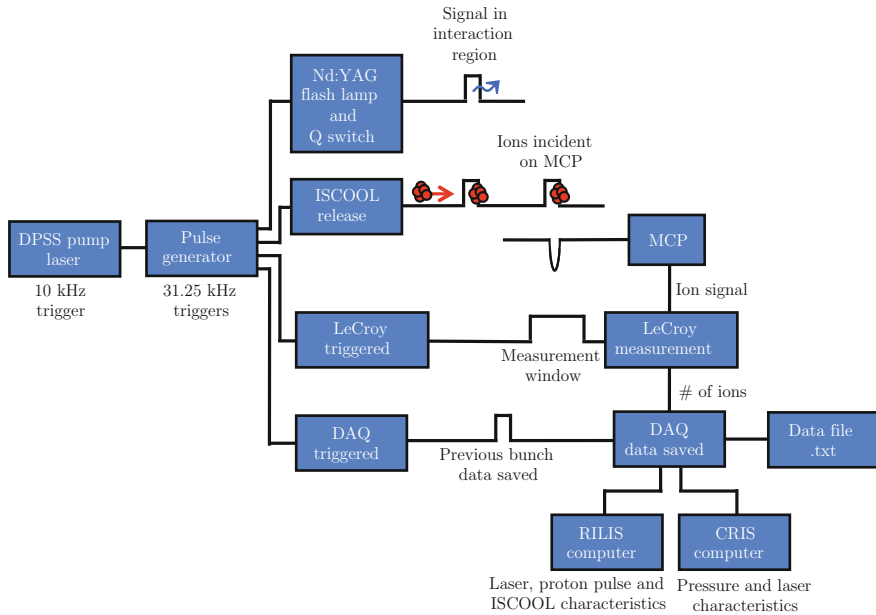 Signal in
interaction
region
Nd:YAG
flash lamp
and
Q switch
Ions incident
on MCP
ISCOOL
release
DPSS pump
laser
Pulse
generator
MCP
10 kHz
trigger
31.25 kHz
triggers
Ion signal
LeCroy
triggered
Measurement
window
LeCroy
measurement
# of ions
DAQ
triggered
Previous bunch
data saved
DAQ
data saved
Data file
.txt
RILIS
computer
CRIS
computer
Laser, proton pulse and
ISCOOL characteristics
Pressure and laser
characteristics